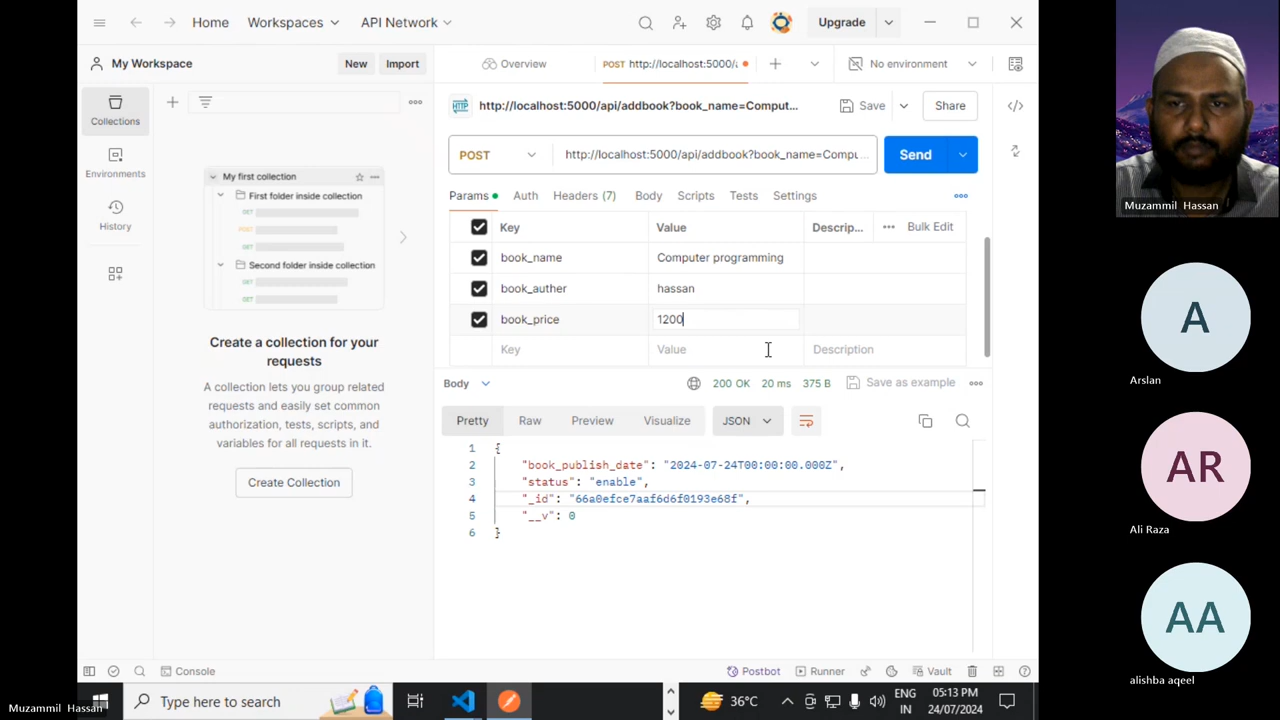 Home
Workspaces
API Network
Upgrade
My Workspace
New
Import
Overview
POST http://localhost:5000/a
No environment
http://localhost:5000/api/addbook?book_name=Comput...
Save
Share
Collections
Environments
History
POST
http://localhost:5000/api/addbook?book_name=Compu...
Send
Params
Auth
Headers (7)
Body
Scripts
Tests
Settings
Key
Value
Descrip...
Bulk Edit
book_name
Computer programming
book_auther
hassan
book_price
1200
Key
Value
Description
My first collection
First folder inside collection
Second folder inside collection
Create a collection for your
requests
A collection lets you group related
requests and easily set common
authorization, tests, scripts, and
variables for all requests in it.
Create Collection
Body
200 OK
20 ms
375 B
Save as example
Pretty
Raw
Preview
Visualize
JSON
1 {
2 "book_publish_date": "2024-07-24T00:00:00.000Z",
3 "status": "enable",
4 "_id": "66a0efce7aaf6d6f0193e68f",
5 "__v": 0
6 }
Console
Postbot
Runner
Vault
Type here to search
36°C
ENG
IN
05:13 PM
24/07/2024
Muzammil Hassan
Muzammil Hassan
A
Arslan
AR
Ali Raza
AA
alishba aqeel